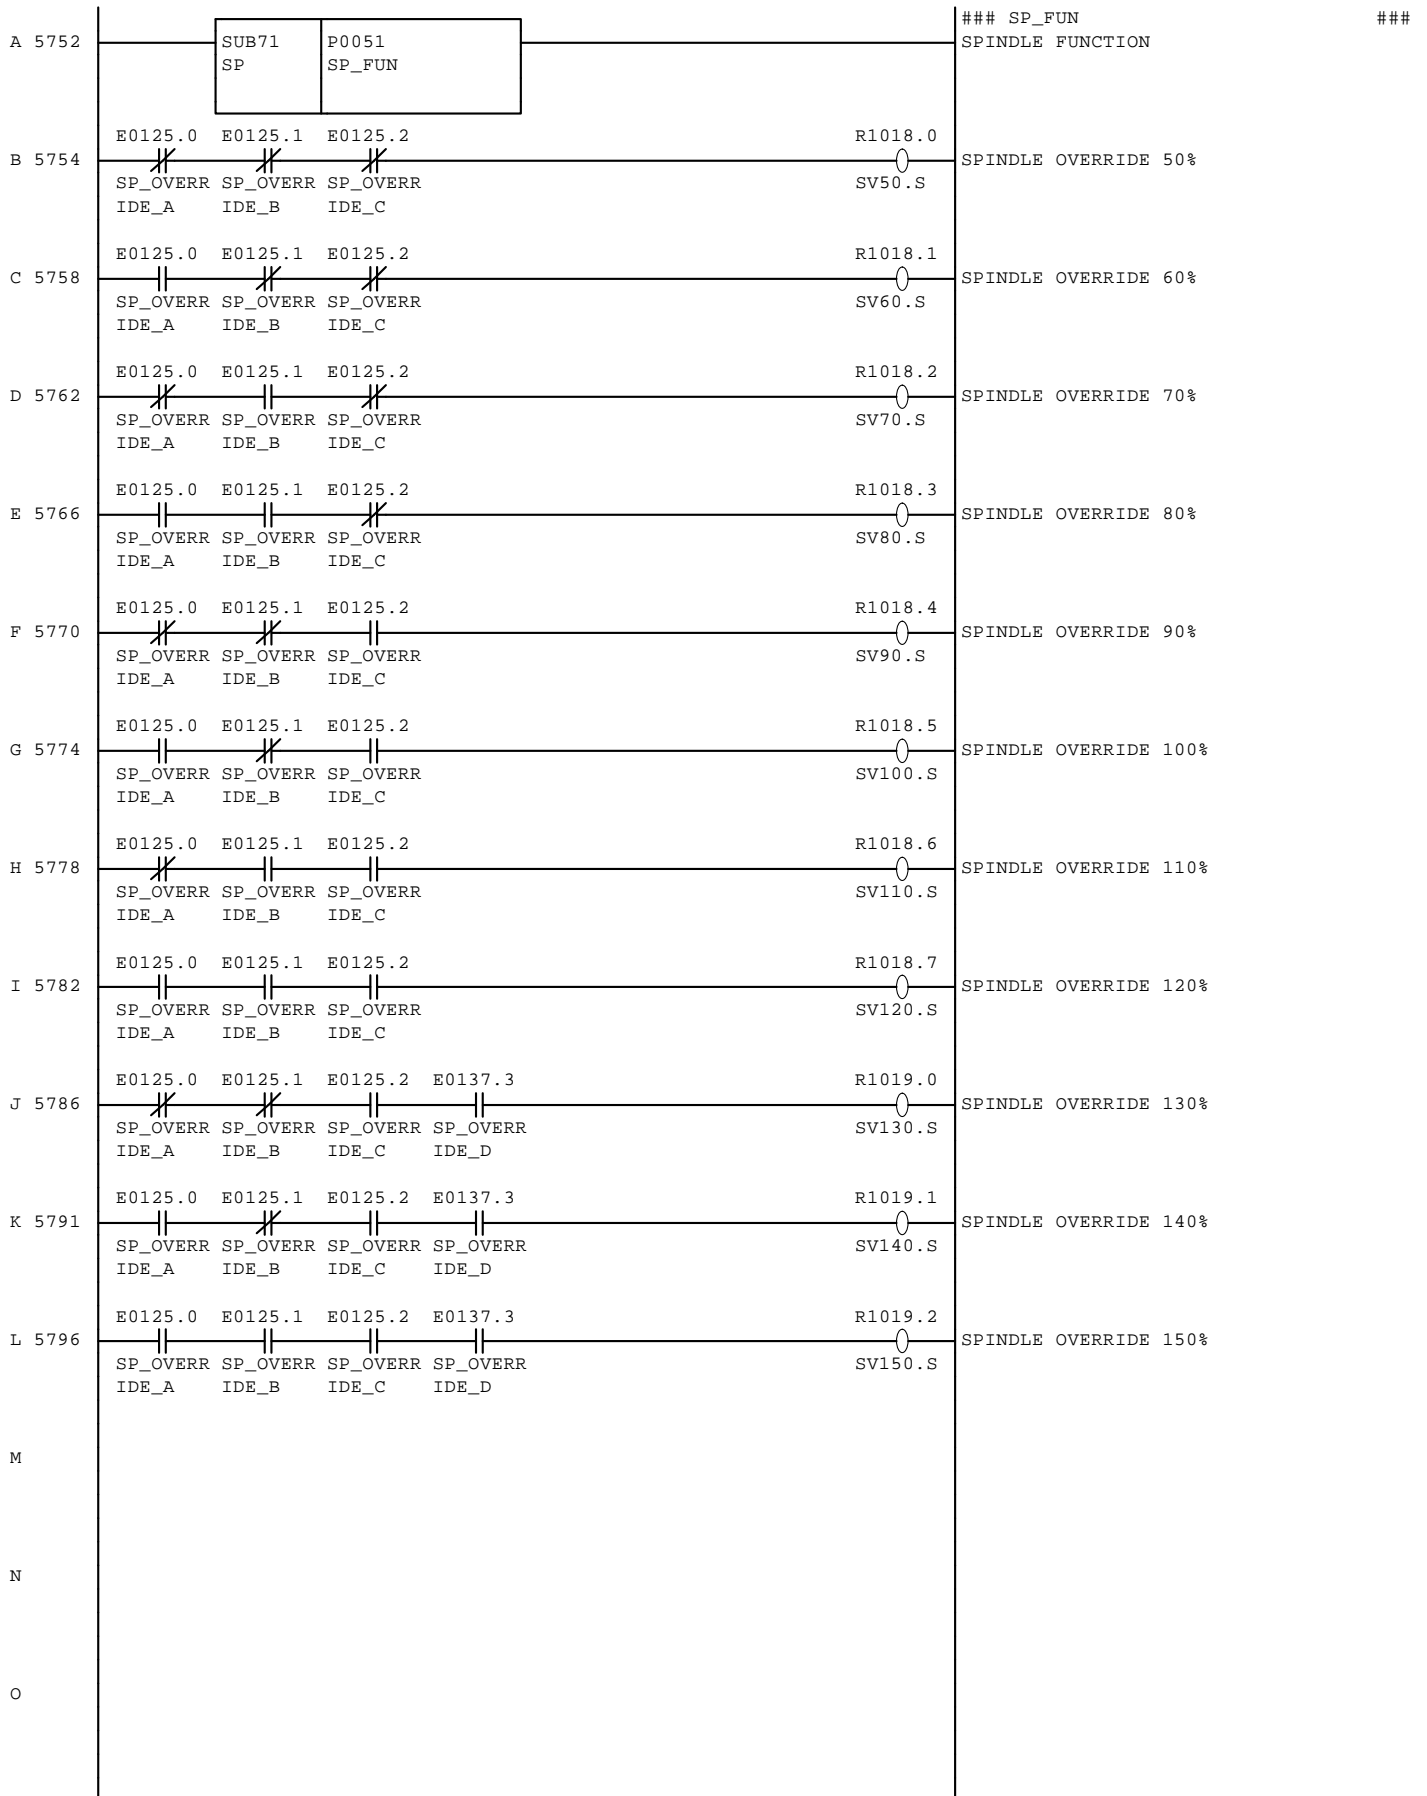 ### SP_FUN ###
A 5752 SUB71 P0051 SPINDLE FUNCTION
SP SP_FUN
E0125.0 E0125.1 E0125.2 R1018.0
B 5754 SPINDLE OVERRIDE 50%
SP_OVERR SP_OVERR SP_OVERR SV50.S
IDE_A IDE_B IDE_C
E0125.0 E0125.1 E0125.2 R1018.1
C 5758 SPINDLE OVERRIDE 60%
SP_OVERR SP_OVERR SP_OVERR SV60.S
IDE_A IDE_B IDE_C
E0125.0 E0125.1 E0125.2 R1018.2
D 5762 SPINDLE OVERRIDE 70%
SP_OVERR SP_OVERR SP_OVERR SV70.S
IDE_A IDE_B IDE_C
E0125.0 E0125.1 E0125.2 R1018.3
E 5766 SPINDLE OVERRIDE 80%
SP_OVERR SP_OVERR SP_OVERR SV80.S
IDE_A IDE_B IDE_C
E0125.0 E0125.1 E0125.2 R1018.4
F 5770 SPINDLE OVERRIDE 90%
SP_OVERR SP_OVERR SP_OVERR SV90.S
IDE_A IDE_B IDE_C
E0125.0 E0125.1 E0125.2 R1018.5
G 5774 SPINDLE OVERRIDE 100%
SP_OVERR SP_OVERR SP_OVERR SV100.S
IDE_A IDE_B IDE_C
E0125.0 E0125.1 E0125.2 R1018.6
H 5778 SPINDLE OVERRIDE 110%
SP_OVERR SP_OVERR SP_OVERR SV110.S
IDE_A IDE_B IDE_C
E0125.0 E0125.1 E0125.2 R1018.7
I 5782 SPINDLE OVERRIDE 120%
SP_OVERR SP_OVERR SP_OVERR SV120.S
IDE_A IDE_B IDE_C
E0125.0 E0125.1 E0125.2 E0137.3 R1019.0
J 5786 SPINDLE OVERRIDE 130%
SP_OVERR SP_OVERR SP_OVERR SP_OVERR SV130.S
IDE_A IDE_B IDE_C IDE_D
E0125.0 E0125.1 E0125.2 E0137.3 R1019.1
K 5791 SPINDLE OVERRIDE 140%
SP_OVERR SP_OVERR SP_OVERR SP_OVERR SV140.S
IDE_A IDE_B IDE_C IDE_D
E0125.0 E0125.1 E0125.2 E0137.3 R1019.2
L 5796 SPINDLE OVERRIDE 150%
SP_OVERR SP_OVERR SP_OVERR SP_OVERR SV150.S
IDE_A IDE_B IDE_C IDE_D
M
N
O